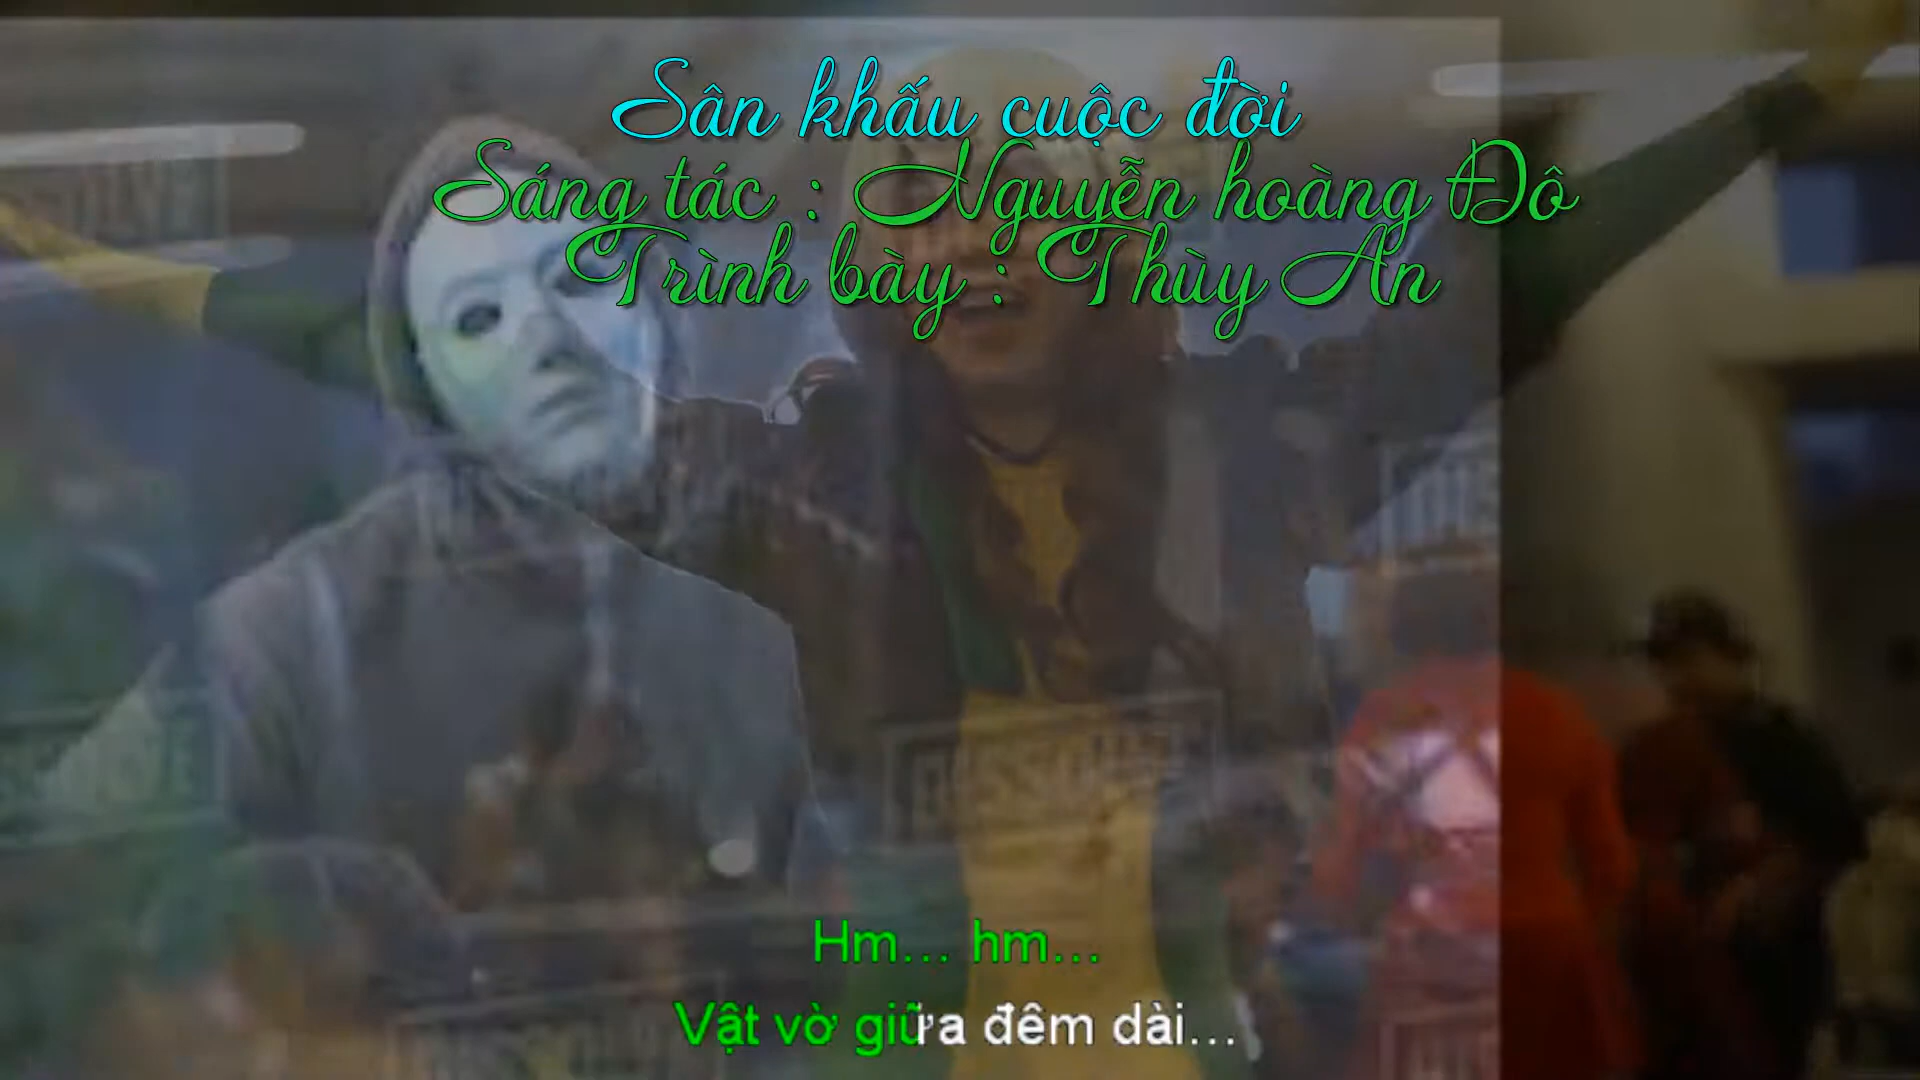 Sân khấu cuộc đời
Sáng tác : Nguyễn hoàng Đô
Trình bày : Thùy An
Hm... hm...
Vật vờ giữa đêm dài...